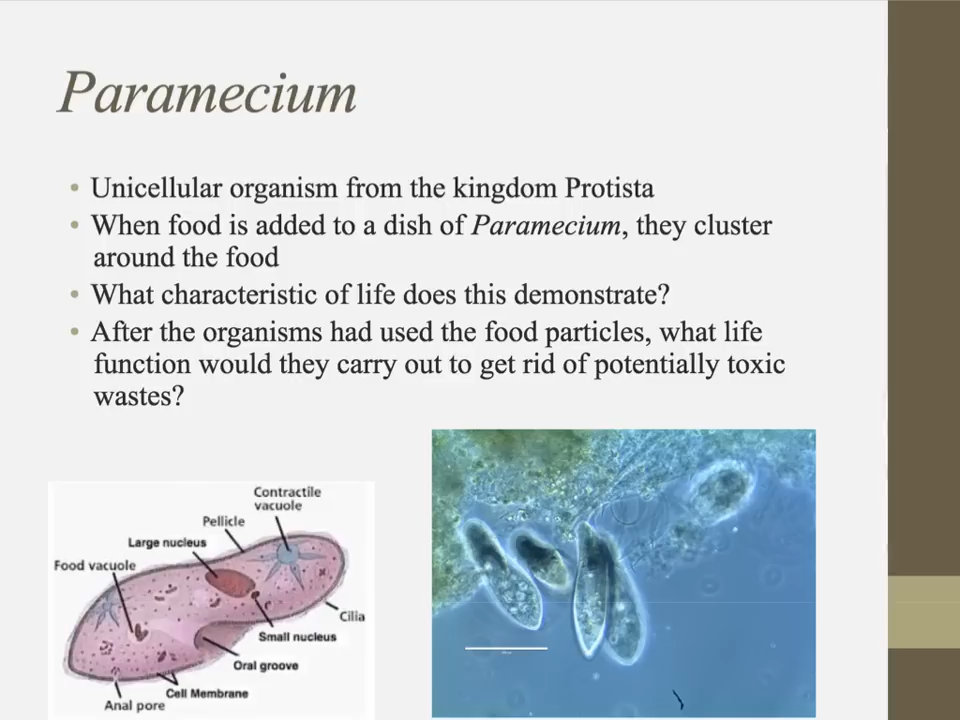 Paramecium
• Unicellular organism from the kingdom Protista
• When food is added to a dish of Paramecium, they cluster
around the food
• What characteristic of life does this demonstrate?
• After the organisms had used the food particles, what life
function would they carry out to get rid of potentially toxic
wastes?
Contractile
vacuole
Pellicle
Large nucleus
Food vacuole
Cilia
Small nucleus
Oral groove
Cell Membrane
Anal pore